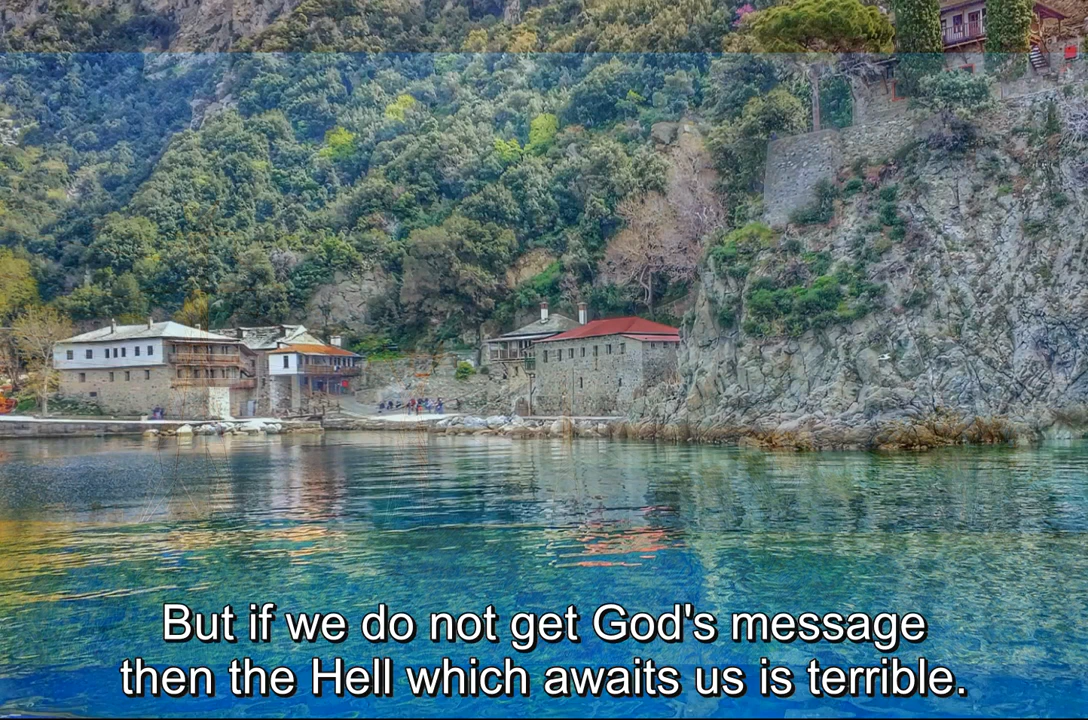 But if we do not get God's message
then the Hell which awaits us is terrible.